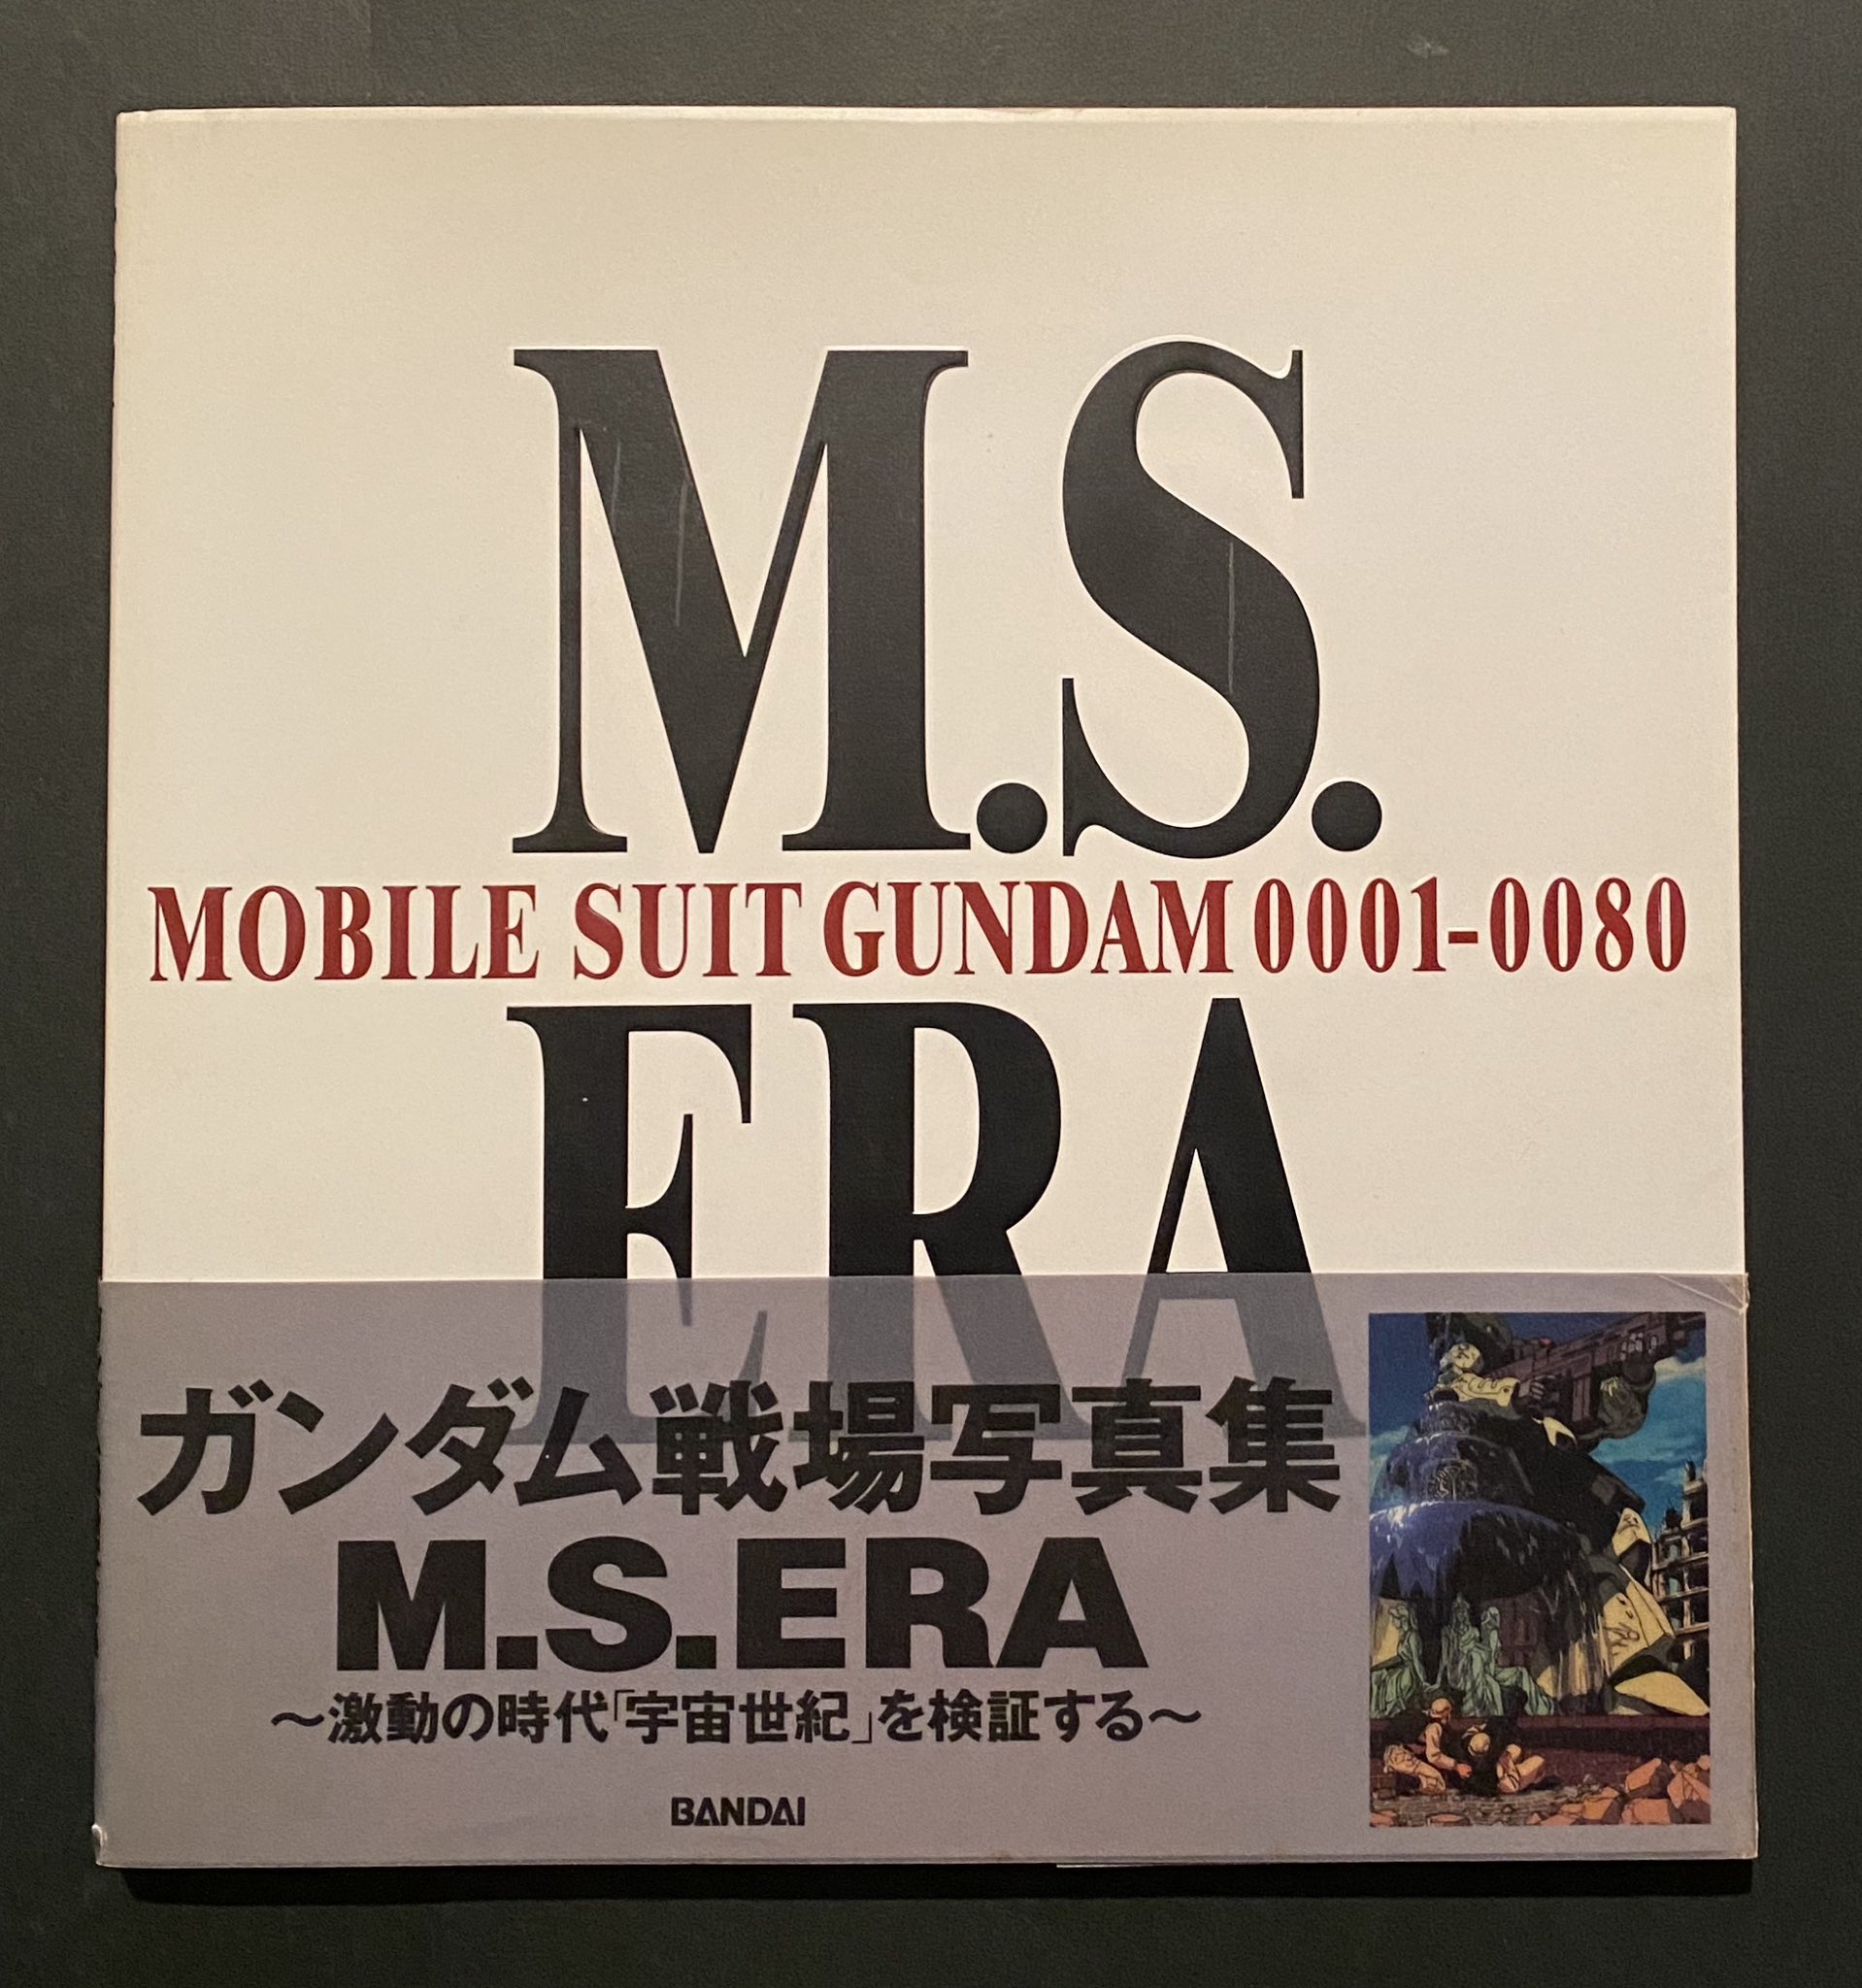 M.S.
MOBILE SUIT GUNDAM 0001-0080
ERA
ガンダム戦場写真集
M.S.ERA
～激動の時代「宇宙世紀」を検証する～
BANDAI